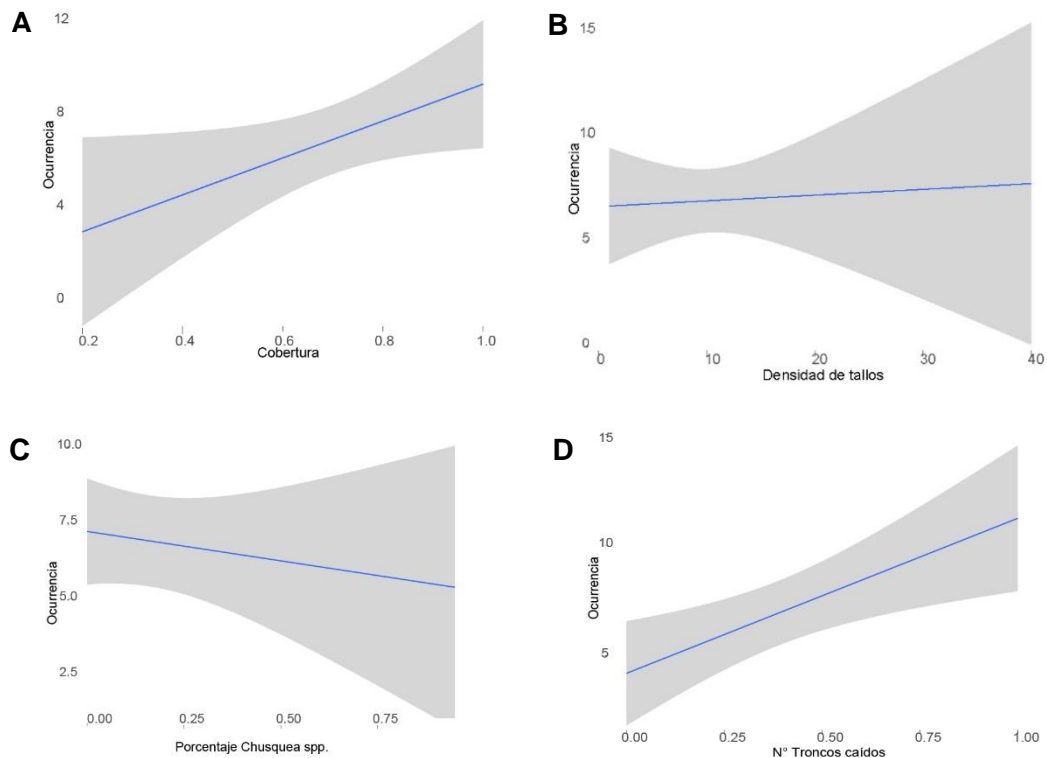 A
12
8
4
0
Ocurrencia
0.2 0.4 0.6 0.8 1.0
Cobertura
B
15
10
5
0
Ocurrencia
0 10 20 30 40
Densidad de tallos
C
10.0
7.5
5.0
2.5
Ocurrencia
0.00 0.25 0.50 0.75
Porcentaje Chusquea spp.
D
15
10
5
Ocurrencia
0.00 0.25 0.50 0.75 1.00
N° Troncos caídos